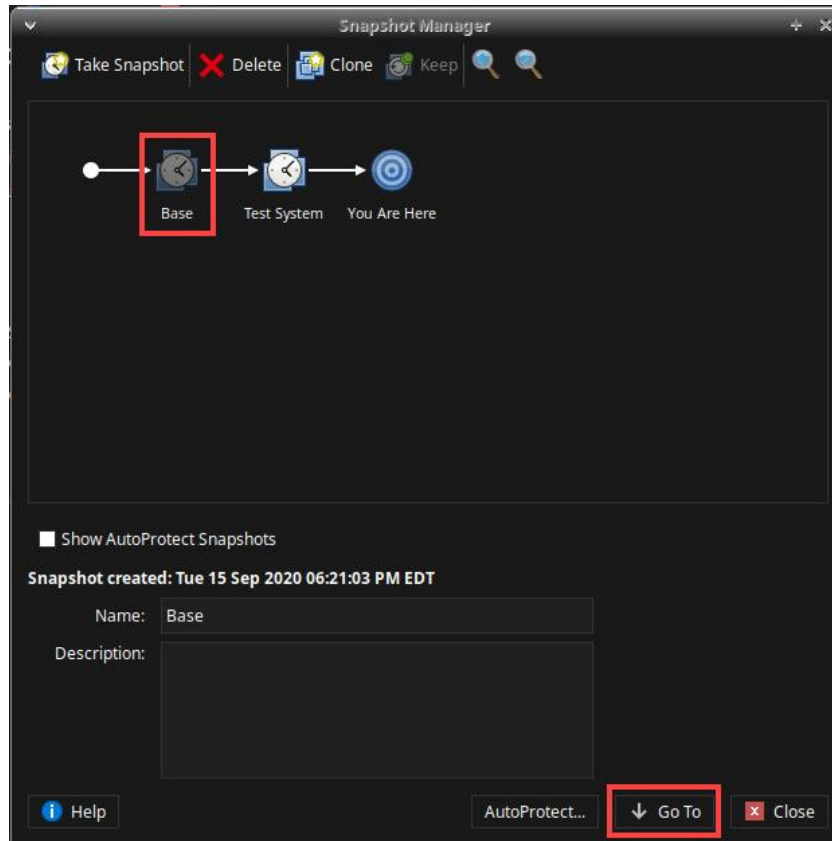 Snapshot Manager
Take Snapshot Delete Clone Keep
Base Test System You Are Here
Show AutoProtect Snapshots
Snapshot created: Tue 15 Sep 2020 06:21:03 PM EDT
Name: Base
Description:
Help AutoProtect... Go To Close